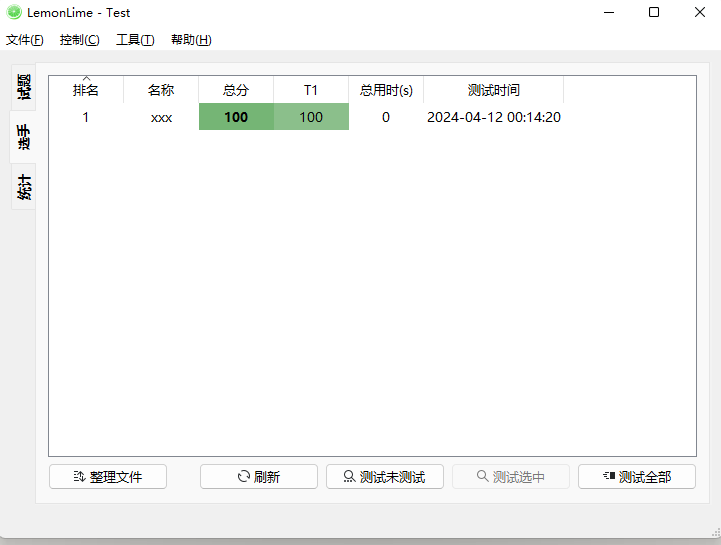 LemonLime - Test
文件(F) 控制(C) 工具(T) 帮助(H)
试题
选手
统计
排名 名称 总分 T1 总用时(s) 测试时间
1 xxx 100 100 0 2024-04-12 00:14:20
整理文件 刷新 测试未测试 测试选中 测试全部